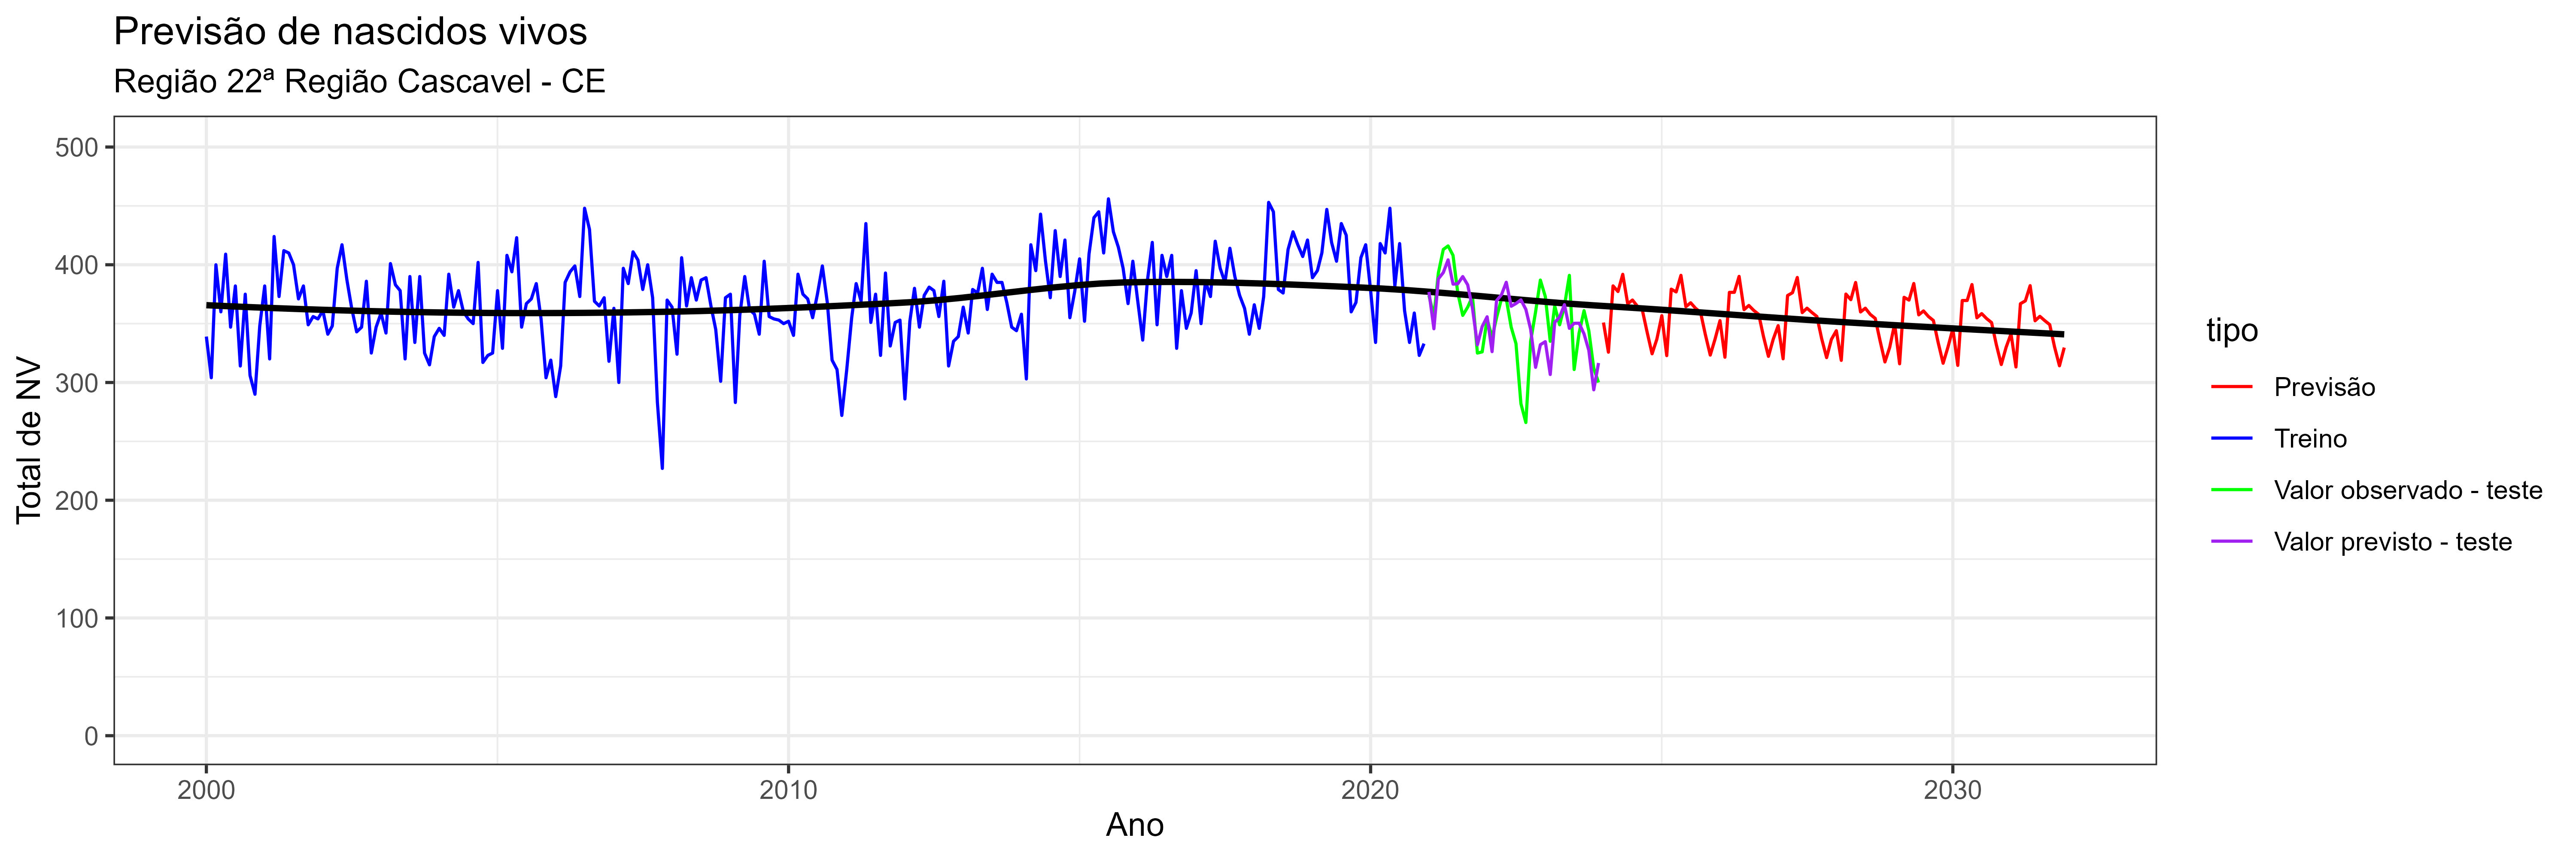 Previsão de nascidos vivos
Região 22ª Região Cascavel - CE
500
400
300
200
100
0
Total de NV
2000
2010
2020
2030
Ano
tipo
Previsão
Treino
Valor observado - teste
Valor previsto - teste